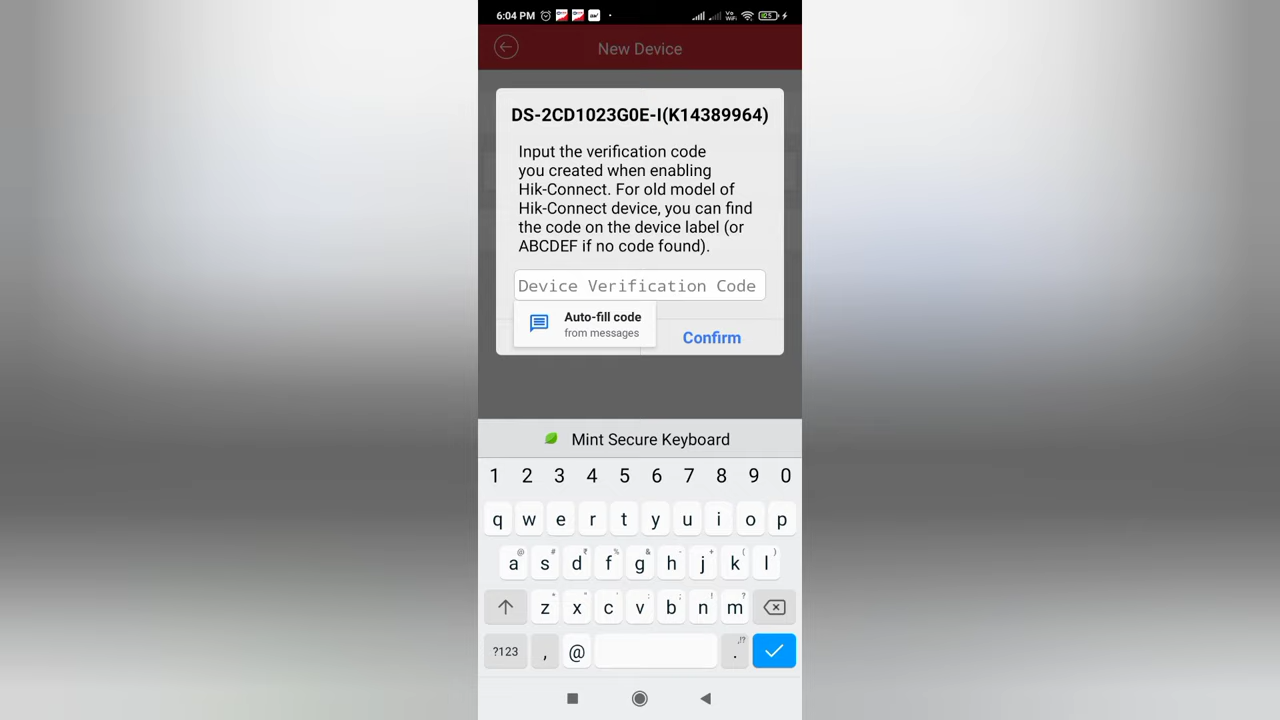 6:04 PM
New Device
DS-2CD1023G0E-I(K14389964)
Input the verification code
you created when enabling
Hik-Connect. For old model of
Hik-Connect device, you can find
the code on the device label (or
ABCDEF if no code found).
Device Verification Code
Auto-fill code
from messages
Confirm
Mint Secure Keyboard
1 2 3 4 5 6 7 8 9 0
q w e r t y u i o p
a s d f g h j k l
z x c v b n m
?123 , @ .